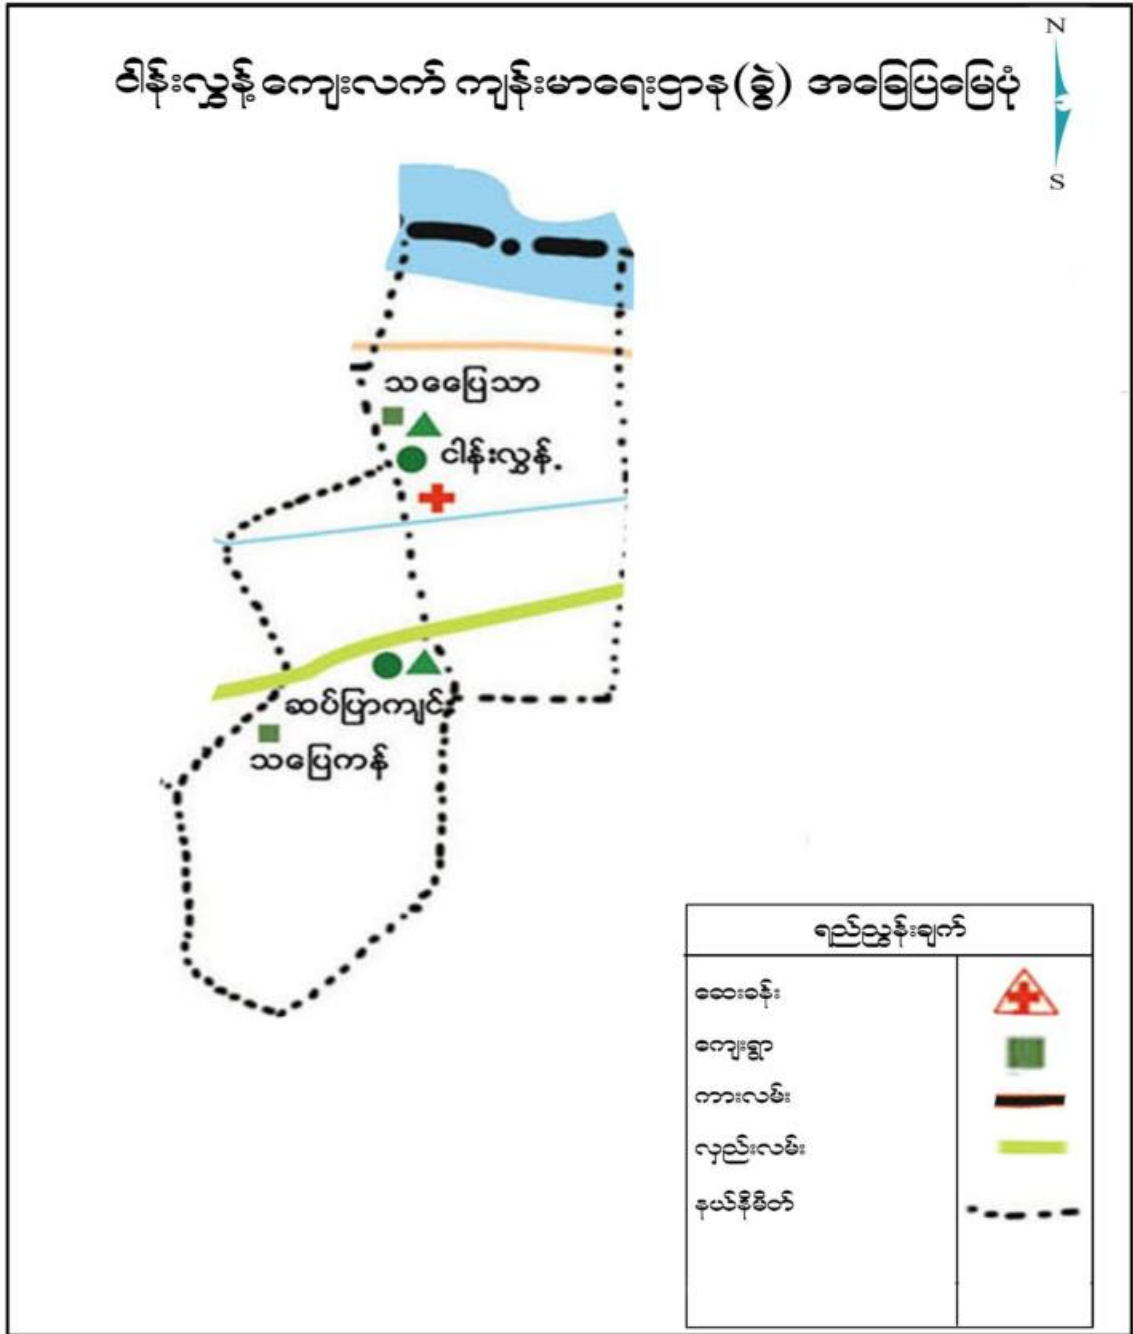 N
ငါန်းလွှန့်ကျေးလက် ကျန်းမာရေးဌာန(ခွဲ) အခြေပြမြေပုံ
S
သပြေသာ
ငါန်းလွှန့်
ဆပ်ပြာကျင်း
သပြေကန်
ရည်ညွှန်းချက်
ဆေးခန်း
ကျေးရွာ
ကားလမ်း
လှည်းလမ်း
နယ်နိမိတ်